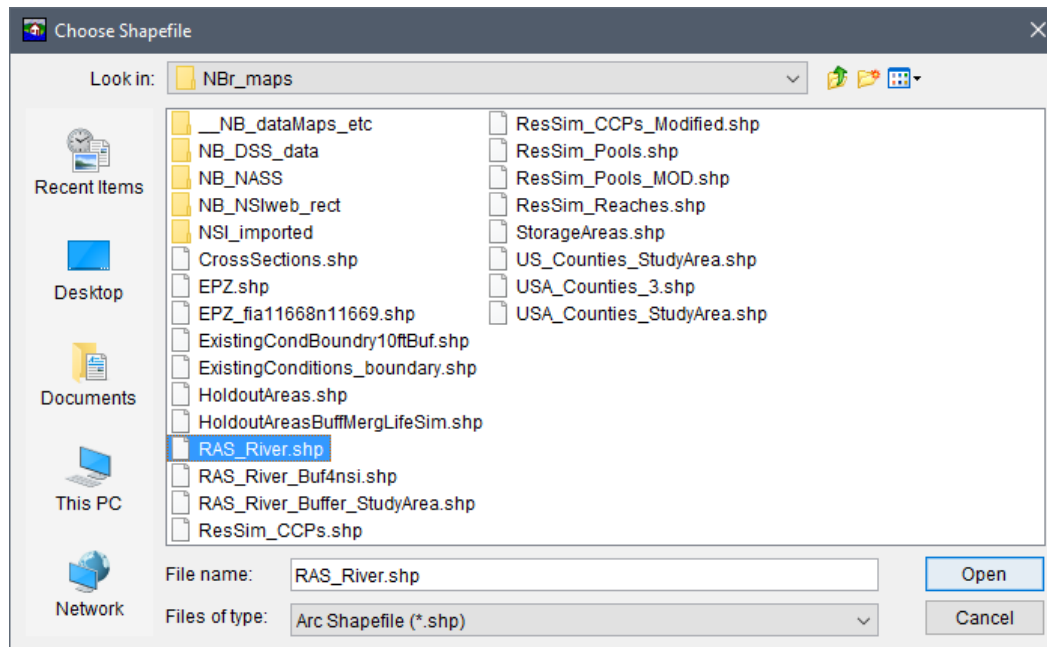 Choose Shapefile
Look in: NBr_maps
Recent Items
Desktop
Documents
This PC
Network
__NB_dataMaps_etc
NB_DSS_data
NB_NASS
NB_NSIweb_rect
NSI_imported
CrossSections.shp
EPZ.shp
EPZ_fia11668n11669.shp
ExistingCondBoundry10ftBuf.shp
ExistingConditions_boundary.shp
HoldoutAreas.shp
HoldoutAreasBuffMergLifeSim.shp
RAS_River.shp
RAS_River_Buf4nsi.shp
RAS_River_Buffer_StudyArea.shp
ResSim_CCPs.shp
ResSim_CCPs_Modified.shp
ResSim_Pools.shp
ResSim_Pools_MOD.shp
ResSim_Reaches.shp
StorageAreas.shp
US_Counties_StudyArea.shp
USA_Counties_3.shp
USA_Counties_StudyArea.shp
File name: RAS_River.shp
Open
Files of type: Arc Shapefile (*.shp)
Cancel